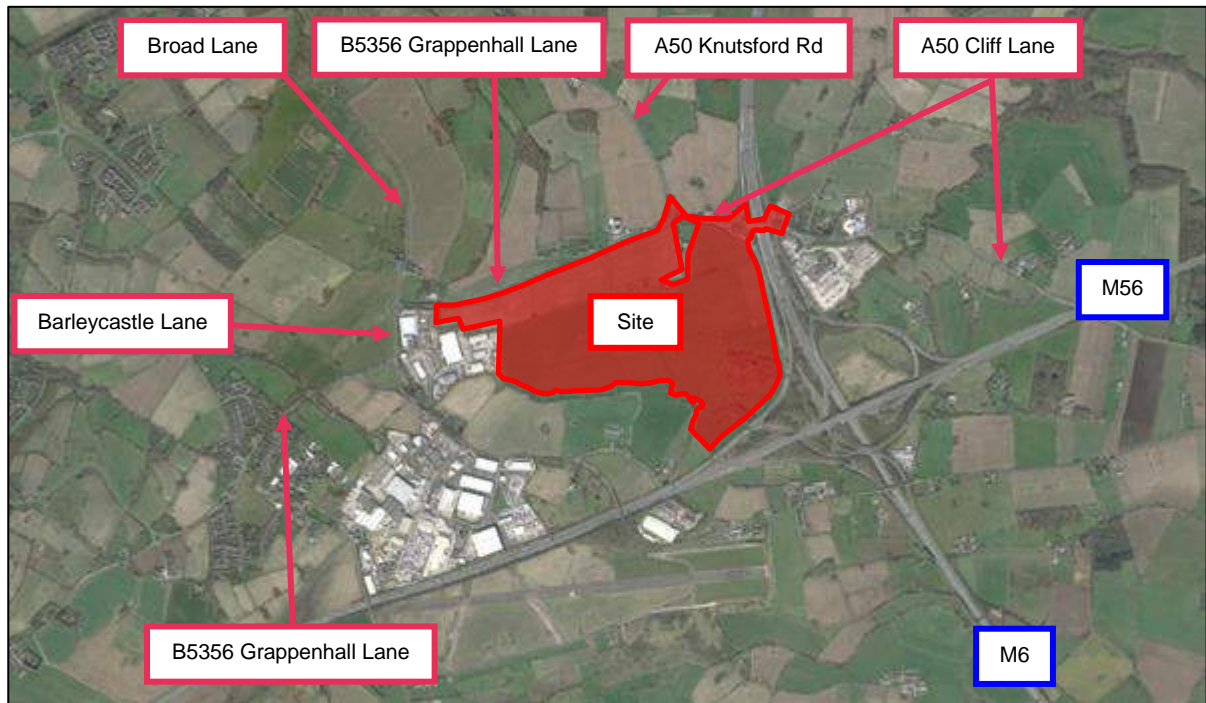 Broad Lane
B5356 Grappenhall Lane
A50 Knutsford Rd
A50 Cliff Lane
M56
Barleycastle Lane
Site
B5356 Grappenhall Lane
M6